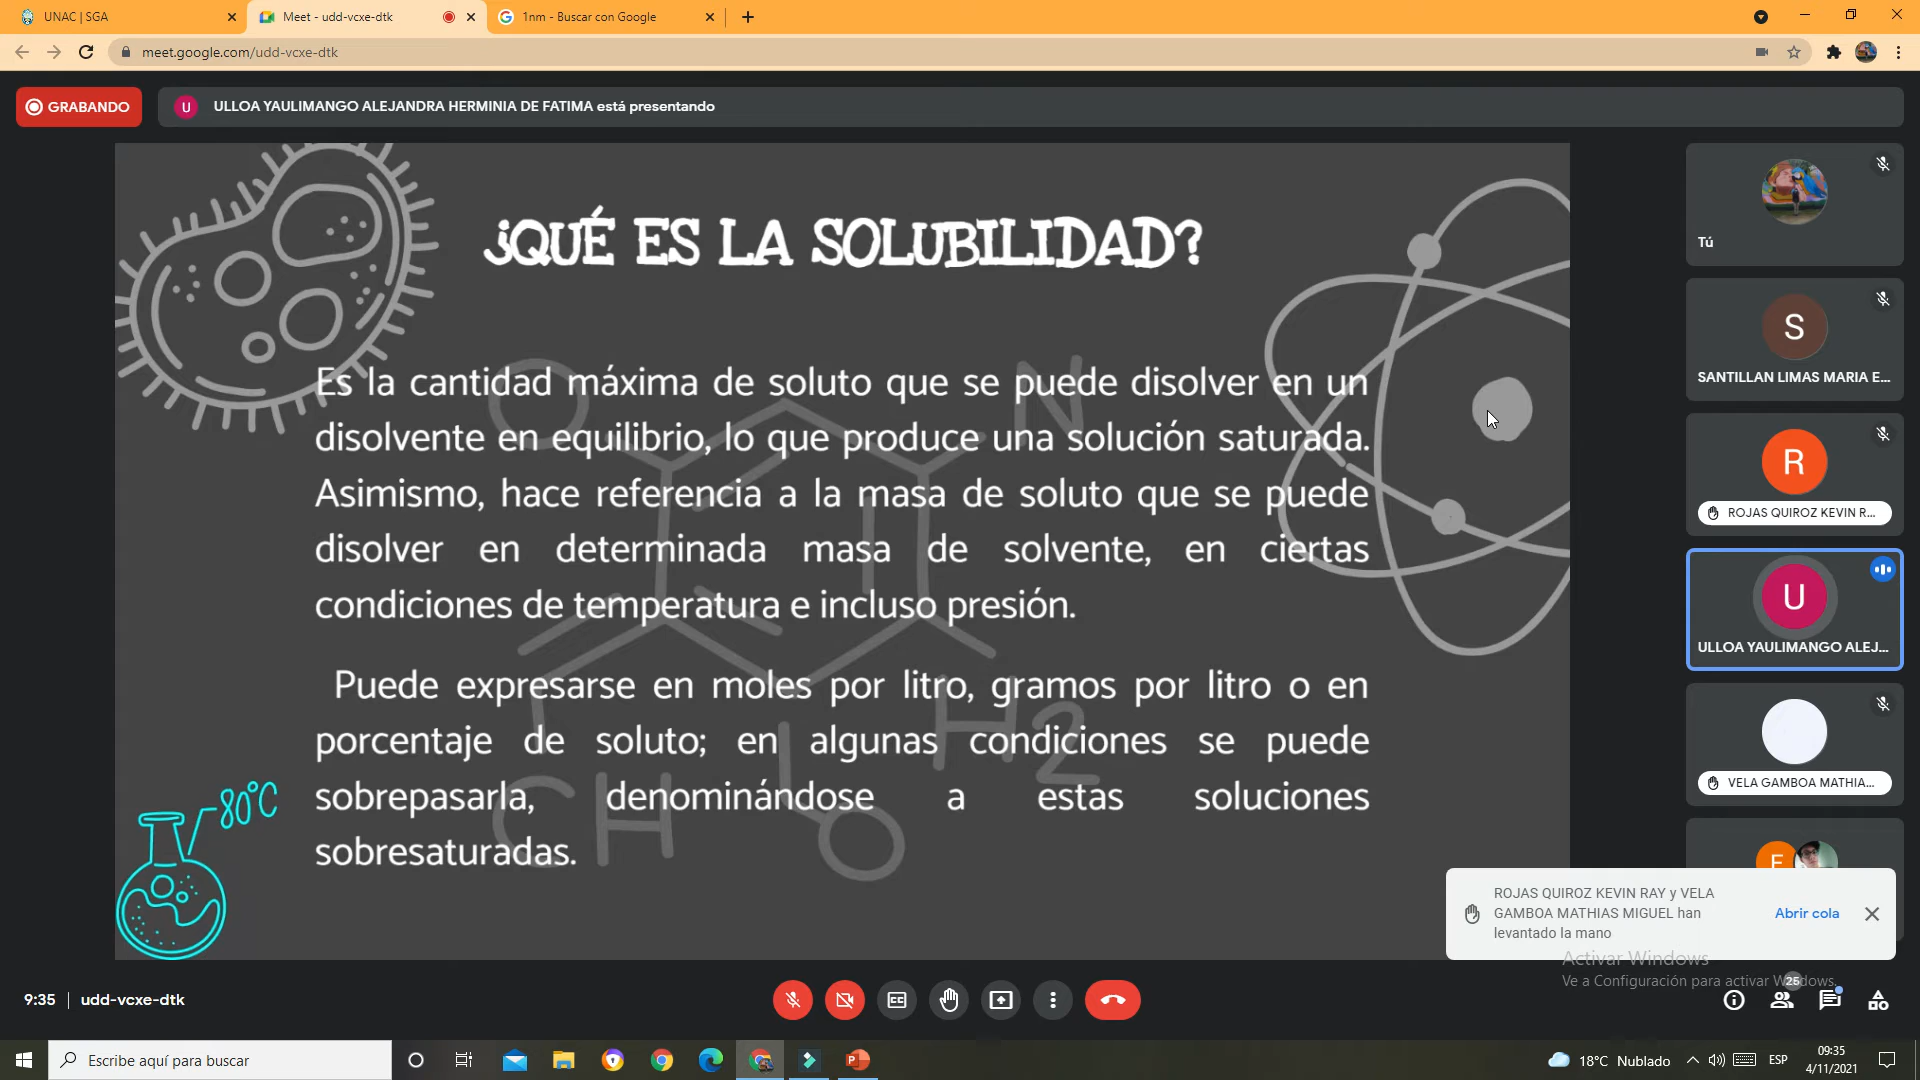 UNAC | SGA
Meet - udd-vcxe-dtk
1nm - Buscar con Google
meet.google.com/udd-vcxe-dtk
GRABANDO
U
ULLOA YAULIMANGO ALEJANDRA HERMINIA DE FATIMA está presentando
¿QUÉ ES LA SOLUBILIDAD?
Es la cantidad máxima de soluto que se puede disolver en un
disolvente en equilibrio, lo que produce una solución saturada.
Asimismo, hace referencia a la masa de soluto que se puede
disolver en determinada masa de solvente, en ciertas
condiciones de temperatura e incluso presión.
Puede expresarse en moles por litro, gramos por litro o en
porcentaje de soluto; en algunas condiciones se puede
sobrepasarla, denominándose a estas soluciones
sobresaturadas.
O
N
H2
CH
O
80°C
Tú
S
SANTILLAN LIMAS MARIA E...
R
ROJAS QUIROZ KEVIN R...
U
ULLOA YAULIMANGO ALEJ...
VELA GAMBOA MATHIA...
ROJAS QUIROZ KEVIN RAY y VELA
GAMBOA MATHIAS MIGUEL han
levantado la mano
Abrir cola
Activar Windows
Ve a Configuración para activar Windows.
9:35 | udd-vcxe-dtk
25
Escribe aquí para buscar
18°C Nublado
ESP
09:35
4/11/2021